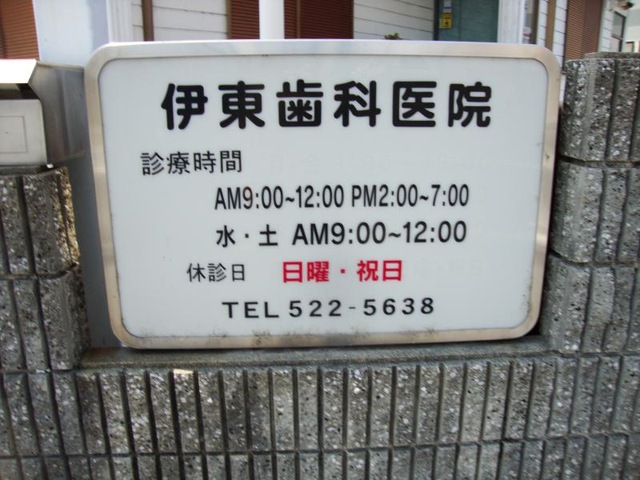 伊東歯科医院
診療時間
AM9:00~12:00 PM2:00~7:00
水・土 AM9:00~12:00
休診日 日曜・祝日
TEL 522-5638